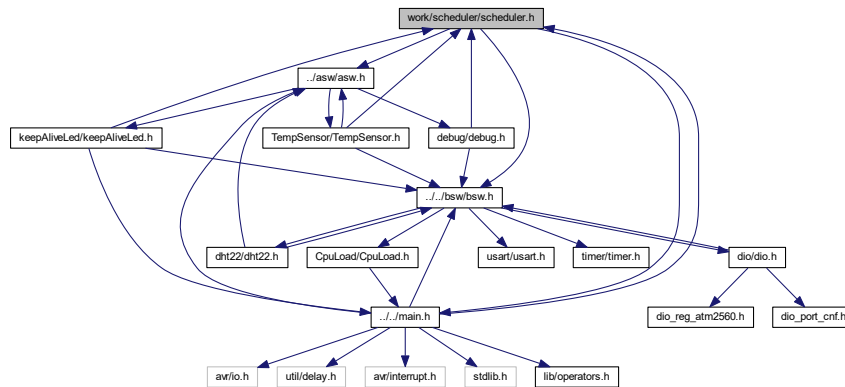 work/scheduler/scheduler.h
../asw/asw.h
keepAliveLed/keepAliveLed.h
TempSensor/TempSensor.h
debug/debug.h
../../bsw/bsw.h
dht22/dht22.h
CpuLoad/CpuLoad.h
usart/usart.h
timer/timer.h
dio/dio.h
../../main.h
dio_reg_atm2560.h
dio_port_cnf.h
avr/io.h
util/delay.h
avr/interrupt.h
stdlib.h
lib/operators.h